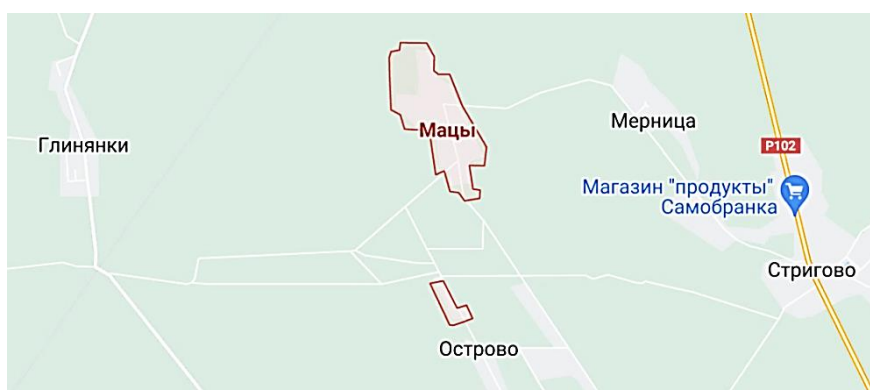 Мерница
Мацы
Глинянки
Р102
Магазин "продукты"
Самобранка
Стригово
Острово